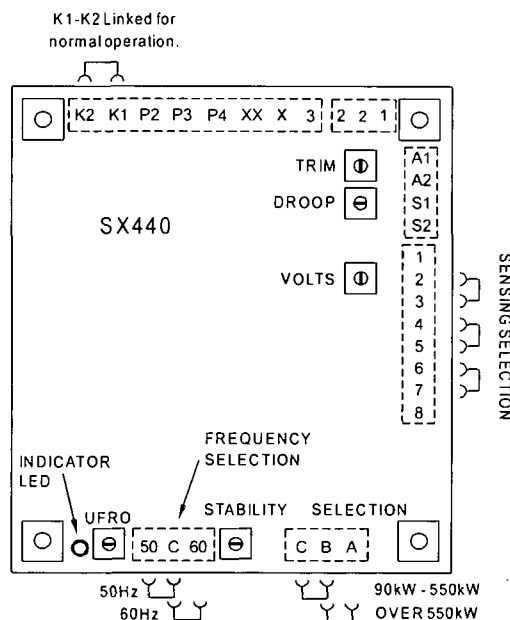 K1-K2 Linked for
normal operation.
K2 K1 P2 P3 P4 XX X 3 2 2 1
TRIM
DROOP
SX440
VOLTS
A1
A2
S1
S2
1
2
3
4
5
6
7
8
SENSING SELECTION
FREQUENCY
SELECTION
INDICATOR
LED
UFRO
STABILITY SELECTION
50 C 60
C B A
50Hz
60Hz
90kW - 550kW
OVER 550kW